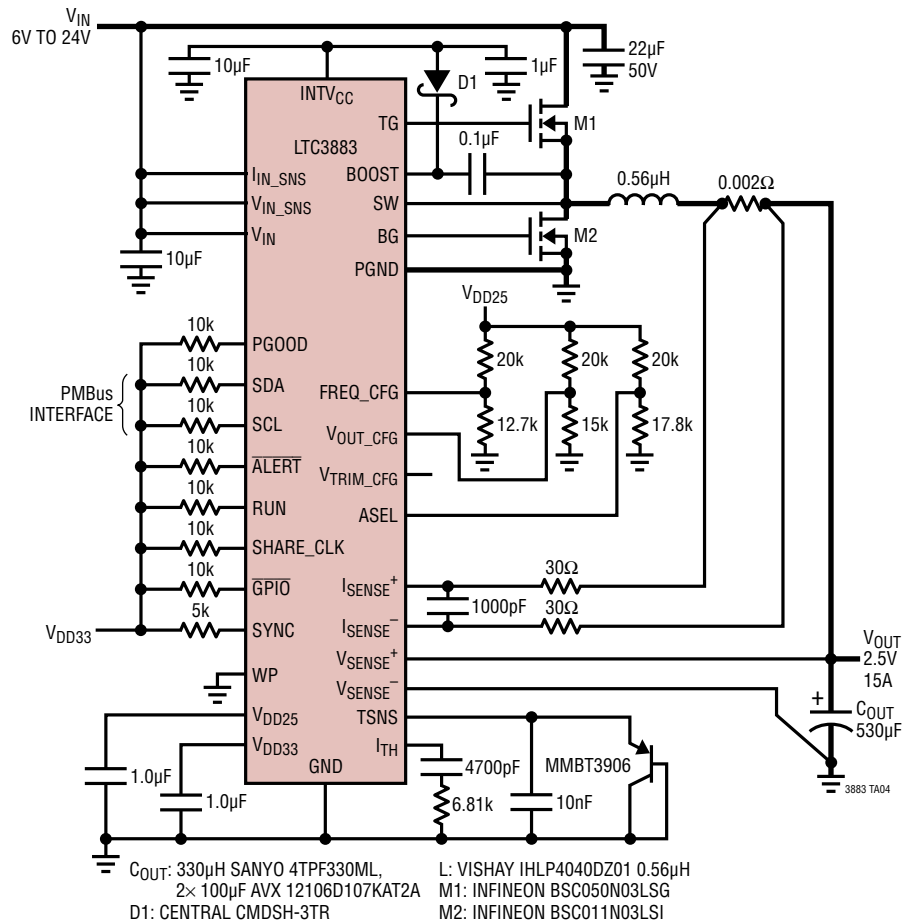 VIN
6V TO 24V
10µF
1µF
22µF
50V
D1
INTVCC
LTC3883
TG
M1
0.1µF
IIN_SNS
BOOST
0.56µH
0.002Ω
VIN_SNS
SW
VIN
BG
M2
10µF
PGND
VDD25
10k
PGOOD
20k
20k
20k
10k
SDA
FREQ_CFG
PMBus
INTERFACE
10k
SCL
12.7k
15k
17.8k
VOUT_CFG
10k
ALERT
VTRIM_CFG
10k
RUN
ASEL
10k
SHARE_CLK
10k
GPIO
ISENSE+
30Ω
1000pF
5k
30Ω
VDD33
SYNC
ISENSE–
VSENSE+
VOUT
2.5V
15A
WP
VSENSE–
+
COUT
530µF
VDD25
TSNS
VDD33
ITH
4700pF
MMBT3906
1.0µF
GND
1.0µF
6.81k
10nF
3883 TA04
COUT: 330µH SANYO 4TPF330ML,
2× 100µF AVX 12106D107KAT2A
D1: CENTRAL CMDSH-3TR
L: VISHAY IHLP4040DZ01 0.56µH
M1: INFINEON BSC050N03LSG
M2: INFINEON BSC011N03LSI